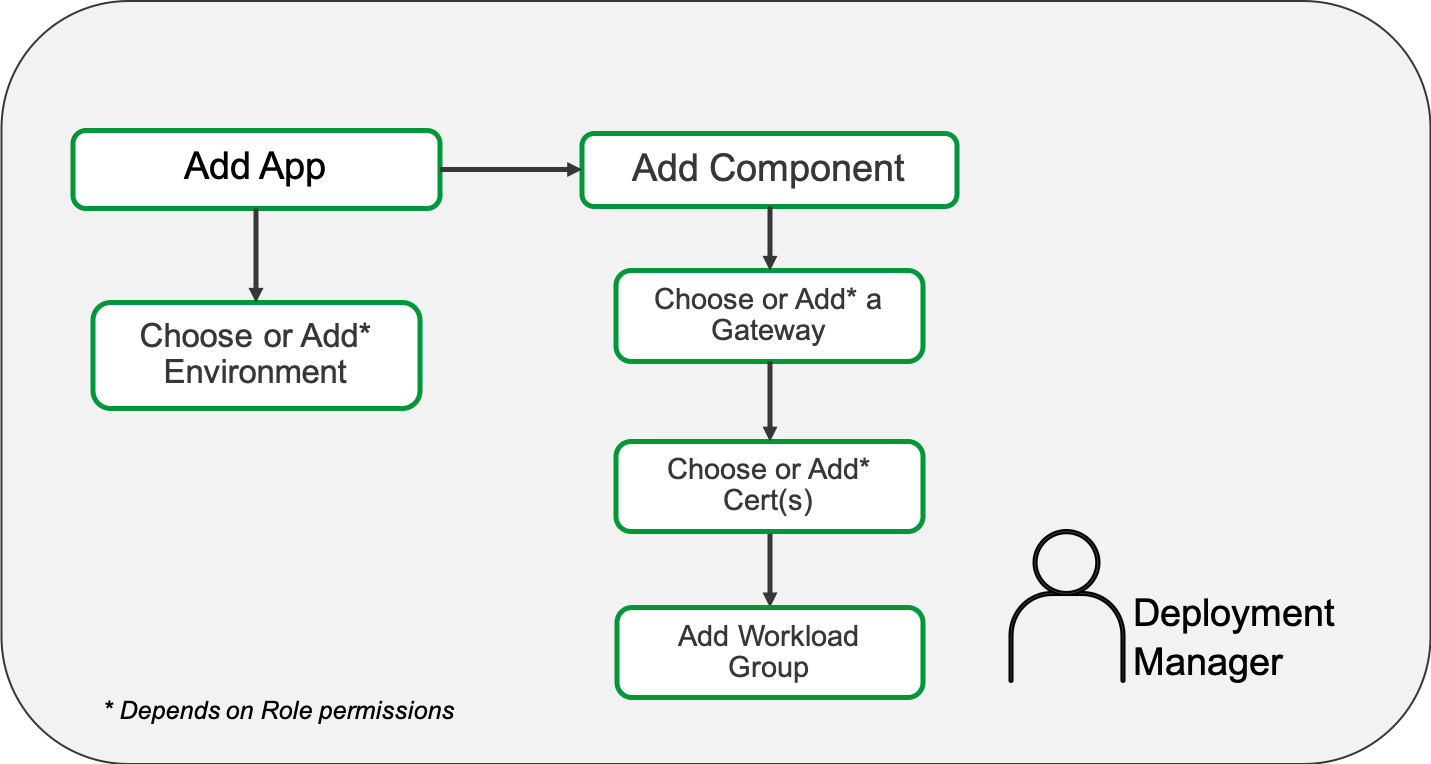 Add App
Add Component
Choose or Add*
Environment
Choose or Add* a
Gateway
Choose or Add*
Cert(s)
Add Workload
Group
Deployment
Manager
* Depends on Role permissions